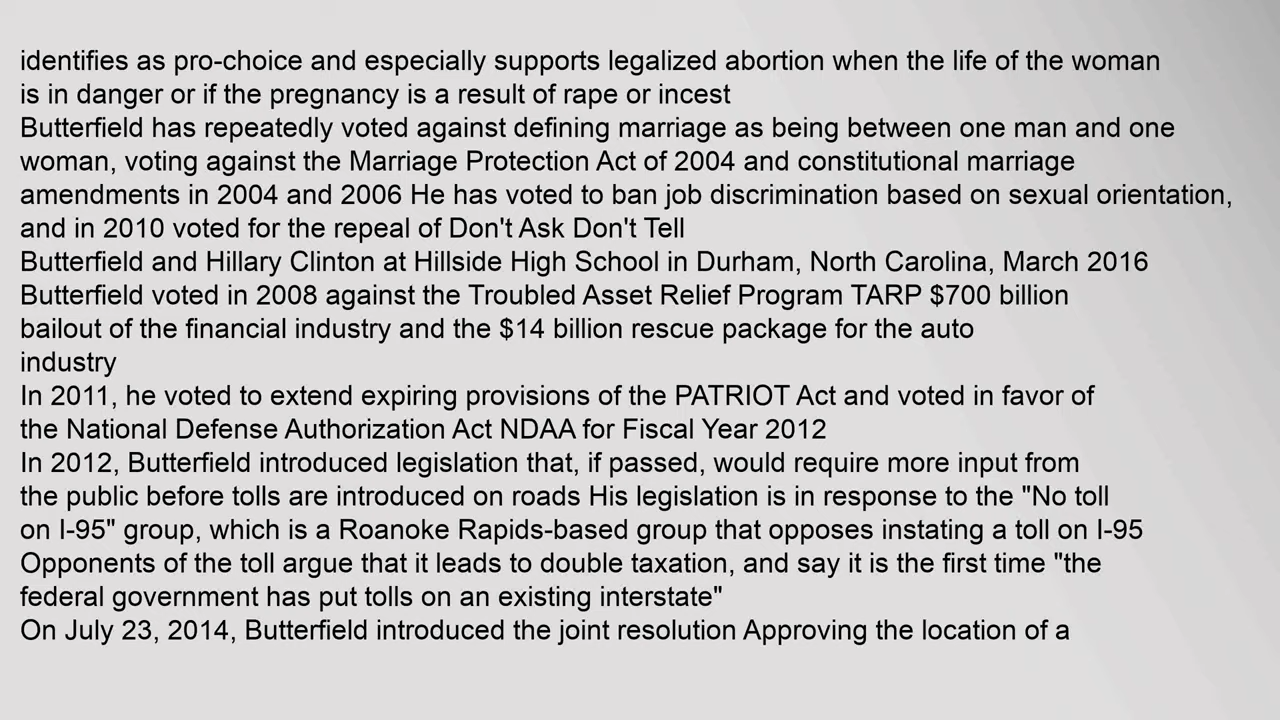 identifies as pro-choice and especially supports legalized abortion when the life of the woman
is in danger or if the pregnancy is a result of rape or incest
Butterfield has repeatedly voted against defining marriage as being between one man and one
woman, voting against the Marriage Protection Act of 2004 and constitutional marriage
amendments in 2004 and 2006 He has voted to ban job discrimination based on sexual orientation,
and in 2010 voted for the repeal of Don't Ask Don't Tell
Butterfield and Hillary Clinton at Hillside High School in Durham, North Carolina, March 2016
Butterfield voted in 2008 against the Troubled Asset Relief Program TARP $700 billion
bailout of the financial industry and the $14 billion rescue package for the auto
industry
In 2011, he voted to extend expiring provisions of the PATRIOT Act and voted in favor of
the National Defense Authorization Act NDAA for Fiscal Year 2012
In 2012, Butterfield introduced legislation that, if passed, would require more input from
the public before tolls are introduced on roads His legislation is in response to the "No toll
on I-95" group, which is a Roanoke Rapids-based group that opposes instating a toll on I-95
Opponents of the toll argue that it leads to double taxation, and say it is the first time "the
federal government has put tolls on an existing interstate"
On July 23, 2014, Butterfield introduced the joint resolution Approving the location of a